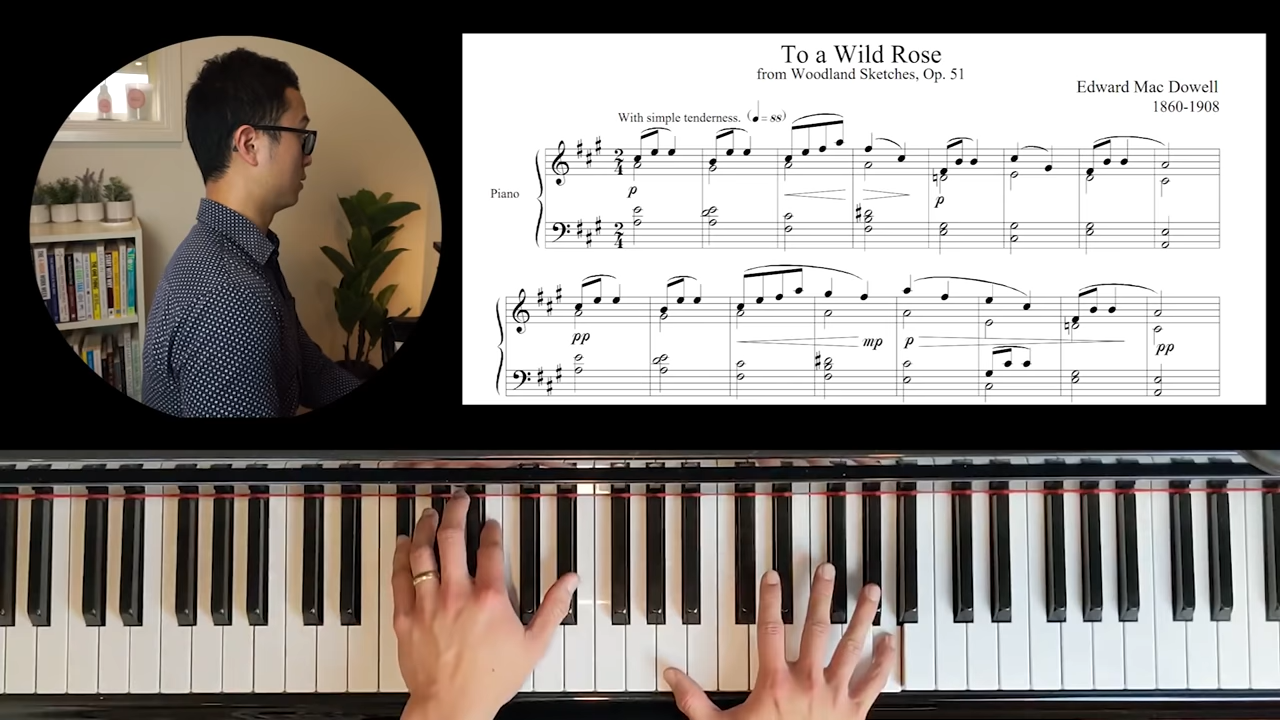 To a Wild Rose
from Woodland Sketches, Op. 51
Edward Mac Dowell
1860-1908
With simple tenderness. (♩ = 88)
Piano
p
p
pp
mp
p
pp